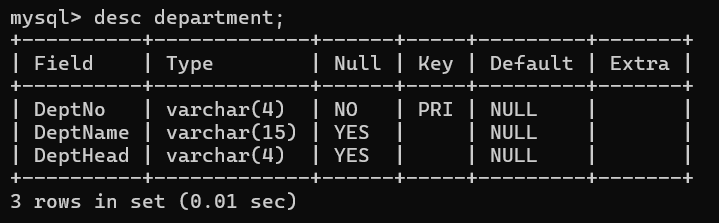 mysql> desc department;
+----------+-------------+------+-----+---------+-------+
| Field    | Type        | Null | Key | Default | Extra |
+----------+-------------+------+-----+---------+-------+
| DeptNo   | varchar(4)  | NO   | PRI | NULL    |       |
| DeptName | varchar(15) | YES  |     | NULL    |       |
| DeptHead | varchar(4)  | YES  |     | NULL    |       |
+----------+-------------+------+-----+---------+-------+
3 rows in set (0.01 sec)